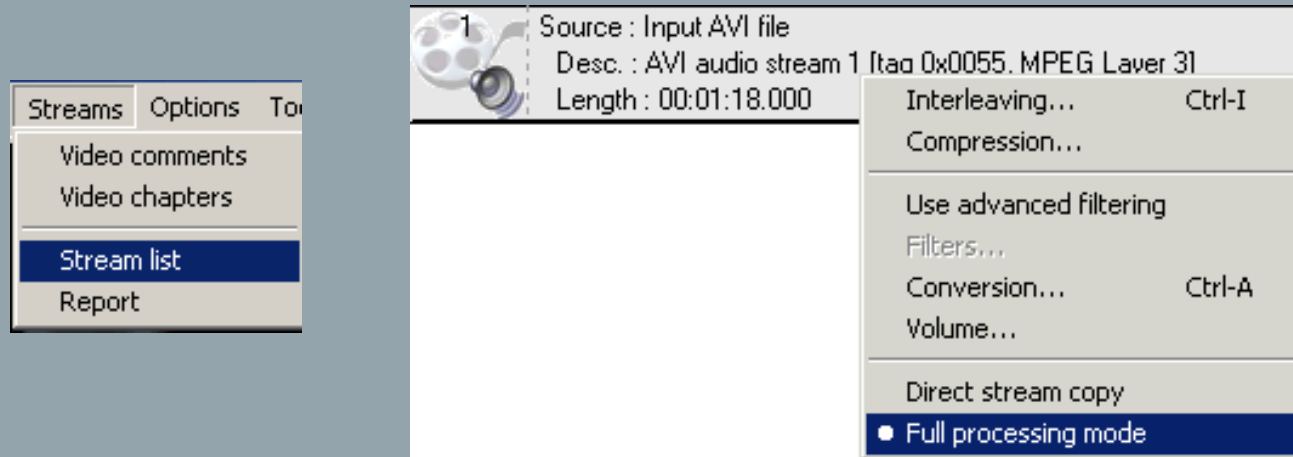 Streams Options
Video comments
Video chapters
Stream list
Report
1
Source : Input AVI file
Desc. : AVI audio stream 1 [tag 0x0055, MPEG Layer 3]
Length : 00:01:18.000
Interleaving... Ctrl-I
Compression...
Use advanced filtering
Filters...
Conversion... Ctrl-A
Volume...
Direct stream copy
Full processing mode